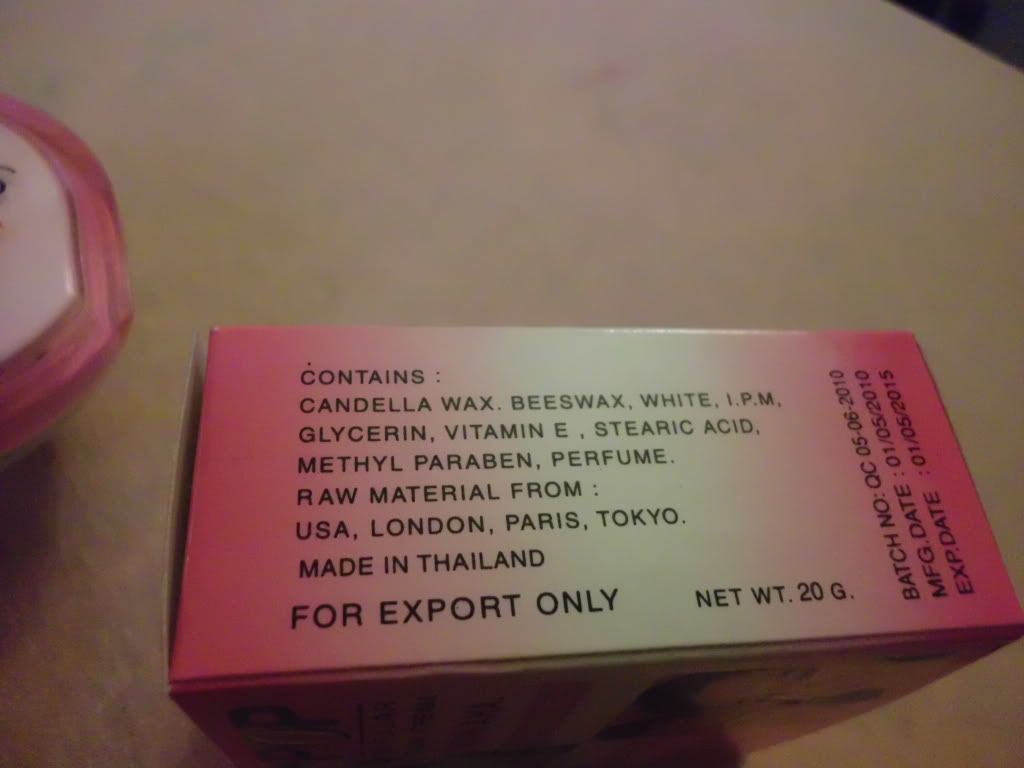 CONTAINS :
CANDELLA WAX. BEESWAX, WHITE, I.P.M,
GLYCERIN, VITAMIN E , STEARIC ACID,
METHYL PARABEN, PERFUME.
RAW MATERIAL FROM :
USA, LONDON, PARIS, TOKYO.
MADE IN THAILAND
FOR EXPORT ONLY
NET WT. 20 G.
BATCH NO: QC 05-06-2010
MFG.DATE : 01/05/2010
EXP.DATE : 01/05/2015